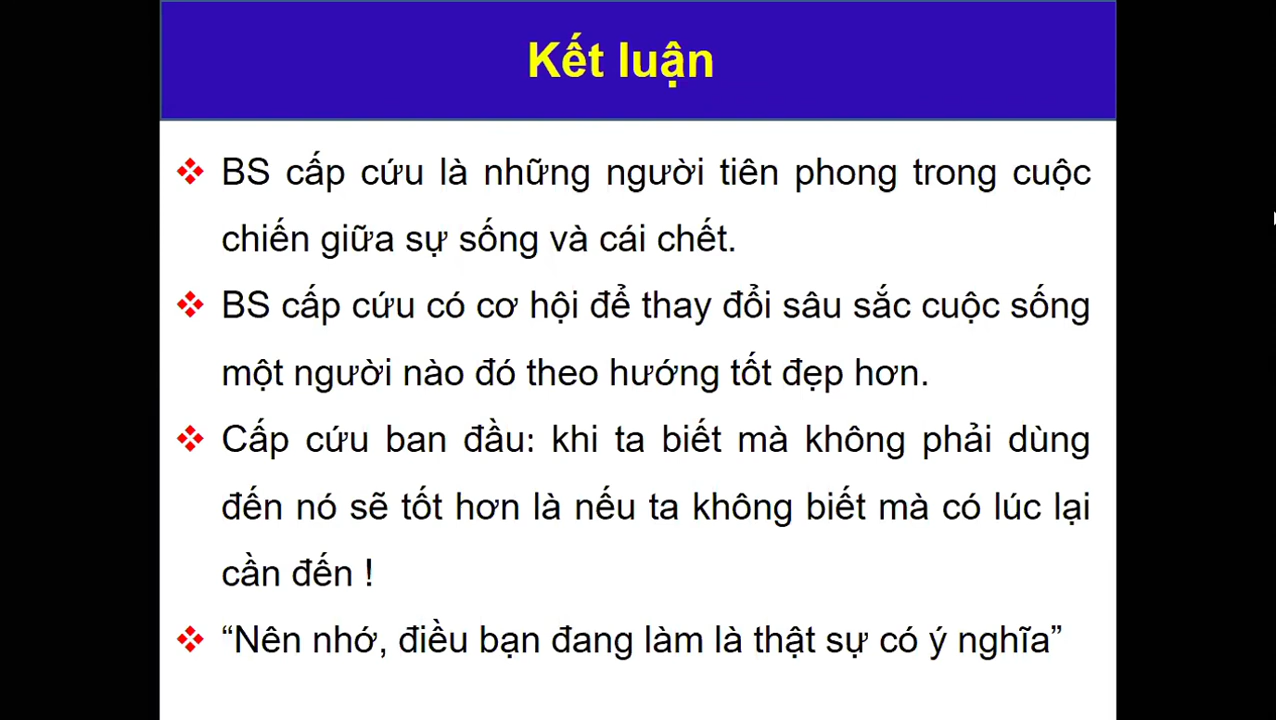 Kết luận
BS cấp cứu là những người tiên phong trong cuộc
chiến giữa sự sống và cái chết.
BS cấp cứu có cơ hội để thay đổi sâu sắc cuộc sống
một người nào đó theo hướng tốt đẹp hơn.
Cấp cứu ban đầu: khi ta biết mà không phải dùng
đến nó sẽ tốt hơn là nếu ta không biết mà có lúc lại
cần đến !
“Nên nhớ, điều bạn đang làm là thật sự có ý nghĩa”